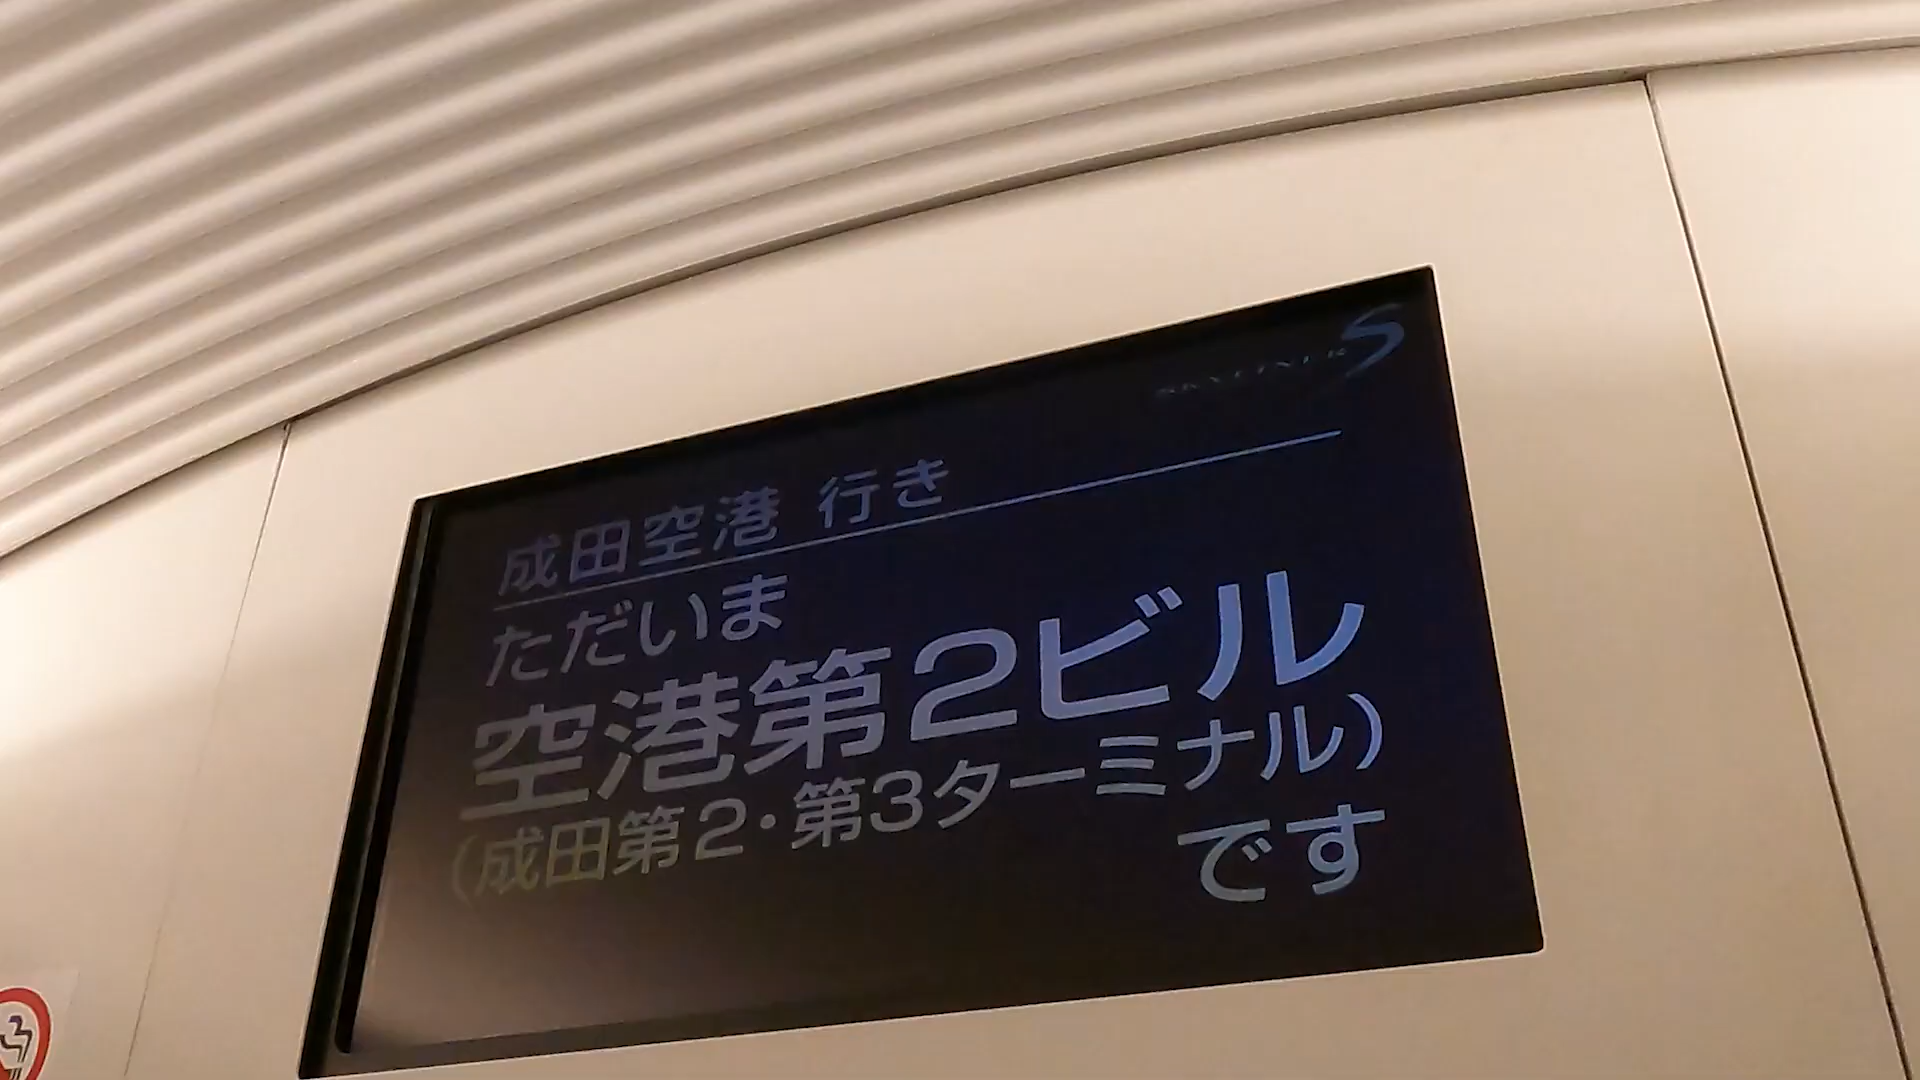 SKYLINER
成田空港 行き
ただいま
空港第2ビル
(成田第2・第3ターミナル)
です